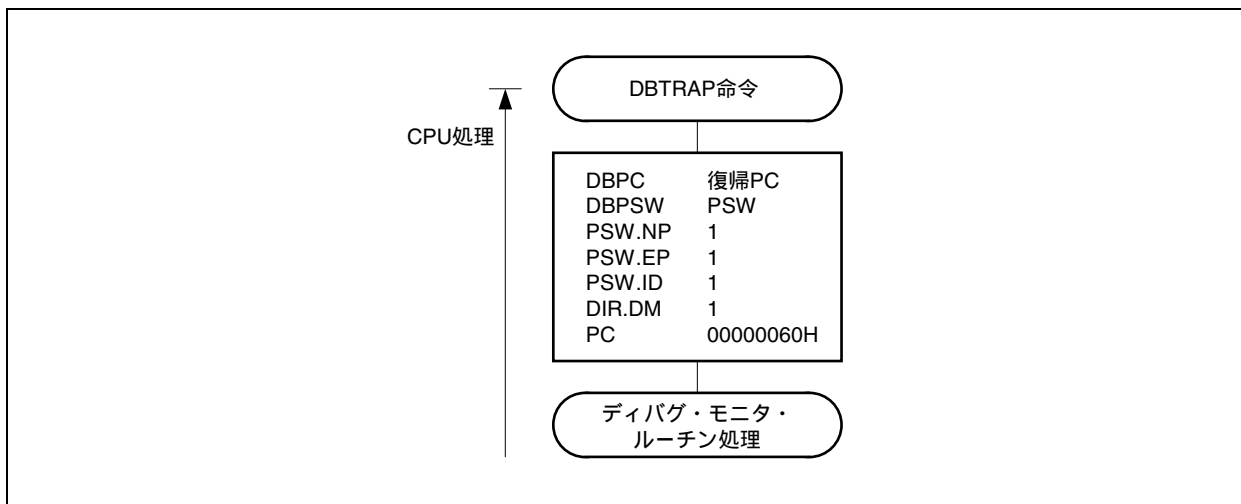 DBTRAP命令
CPU処理
DBPC 復帰PC
DBPSW PSW
PSW.NP 1
PSW.EP 1
PSW.ID 1
DIR.DM 1
PC 00000060H
ディバグ・モニタ・
ルーチン処理